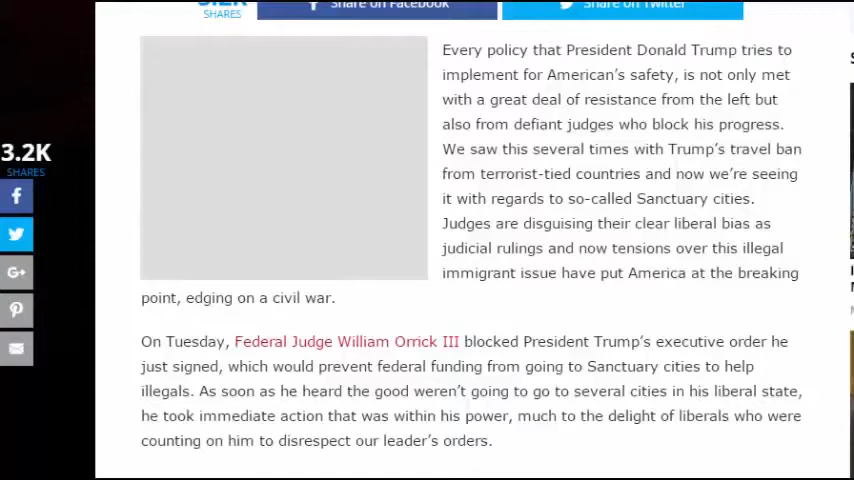 3.2K
SHARES
Share on Facebook
Share on Twitter
3.2K
SHARES
G+
Every policy that President Donald Trump tries to
implement for American's safety, is not only met
with a great deal of resistance from the left but
also from defiant judges who block his progress.
We saw this several times with Trump's travel ban
from terrorist-tied countries and now we're seeing
it with regards to so-called Sanctuary cities.
Judges are disguising their clear liberal bias as
judicial rulings and now tensions over this illegal
immigrant issue have put America at the breaking
point, edging on a civil war.
On Tuesday, Federal Judge William Orrick III blocked President Trump's executive order he
just signed, which would prevent federal funding from going to Sanctuary cities to help
illegals. As soon as he heard the good weren't going to go to several cities in his liberal state,
he took immediate action that was within his power, much to the delight of liberals who were
counting on him to disrespect our leader's orders.